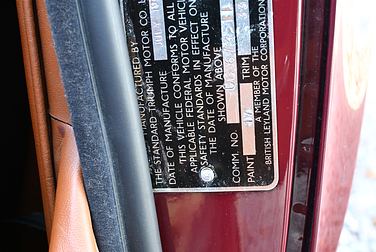 MANUFACTURED BY
THE STANDARD TRIUMPH MOTOR CO.
DATE OF MANUFACTURE JULY 19
THIS VEHICLE CONFORMS TO ALL
APPLICABLE FEDERAL MOTOR VEHICLE
SAFETY STANDARDS IN EFFECT ON
THE DATE OF MANUFACTURE
SHOWN ABOVE
COMM. NO.
PAINT TRIM
A MEMBER OF THE
BRITISH LEYLAND MOTOR CORPORATION